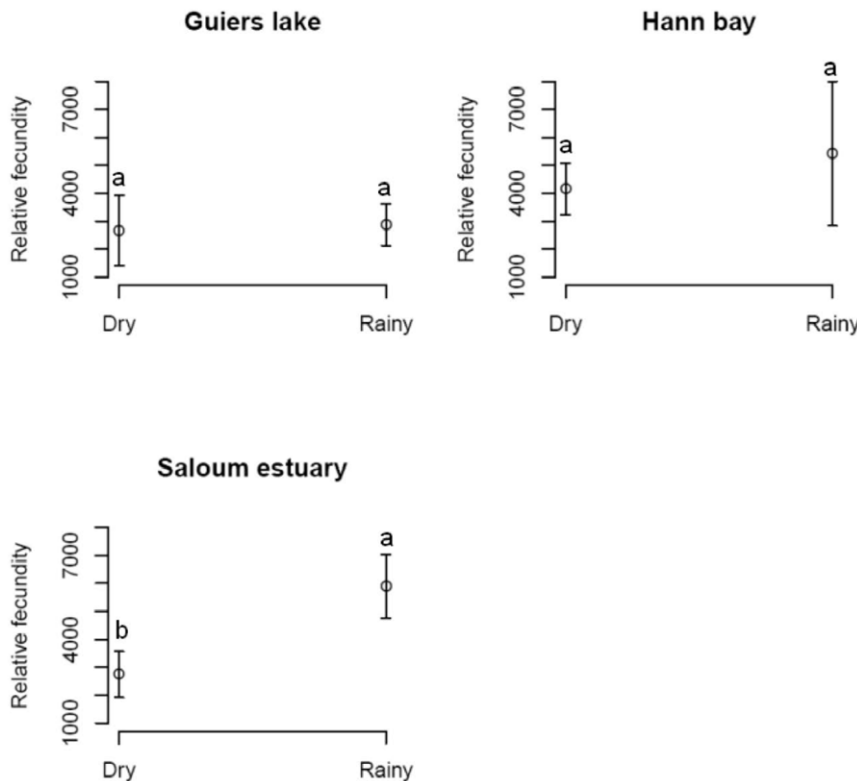 Guiers lake
Relative fecundity
7000
4000
1000
a
a
Dry
Rainy
Hann bay
Relative fecundity
7000
4000
1000
a
a
Dry
Rainy
Saloum estuary
Relative fecundity
7000
4000
1000
b
a
Dry
Rainy